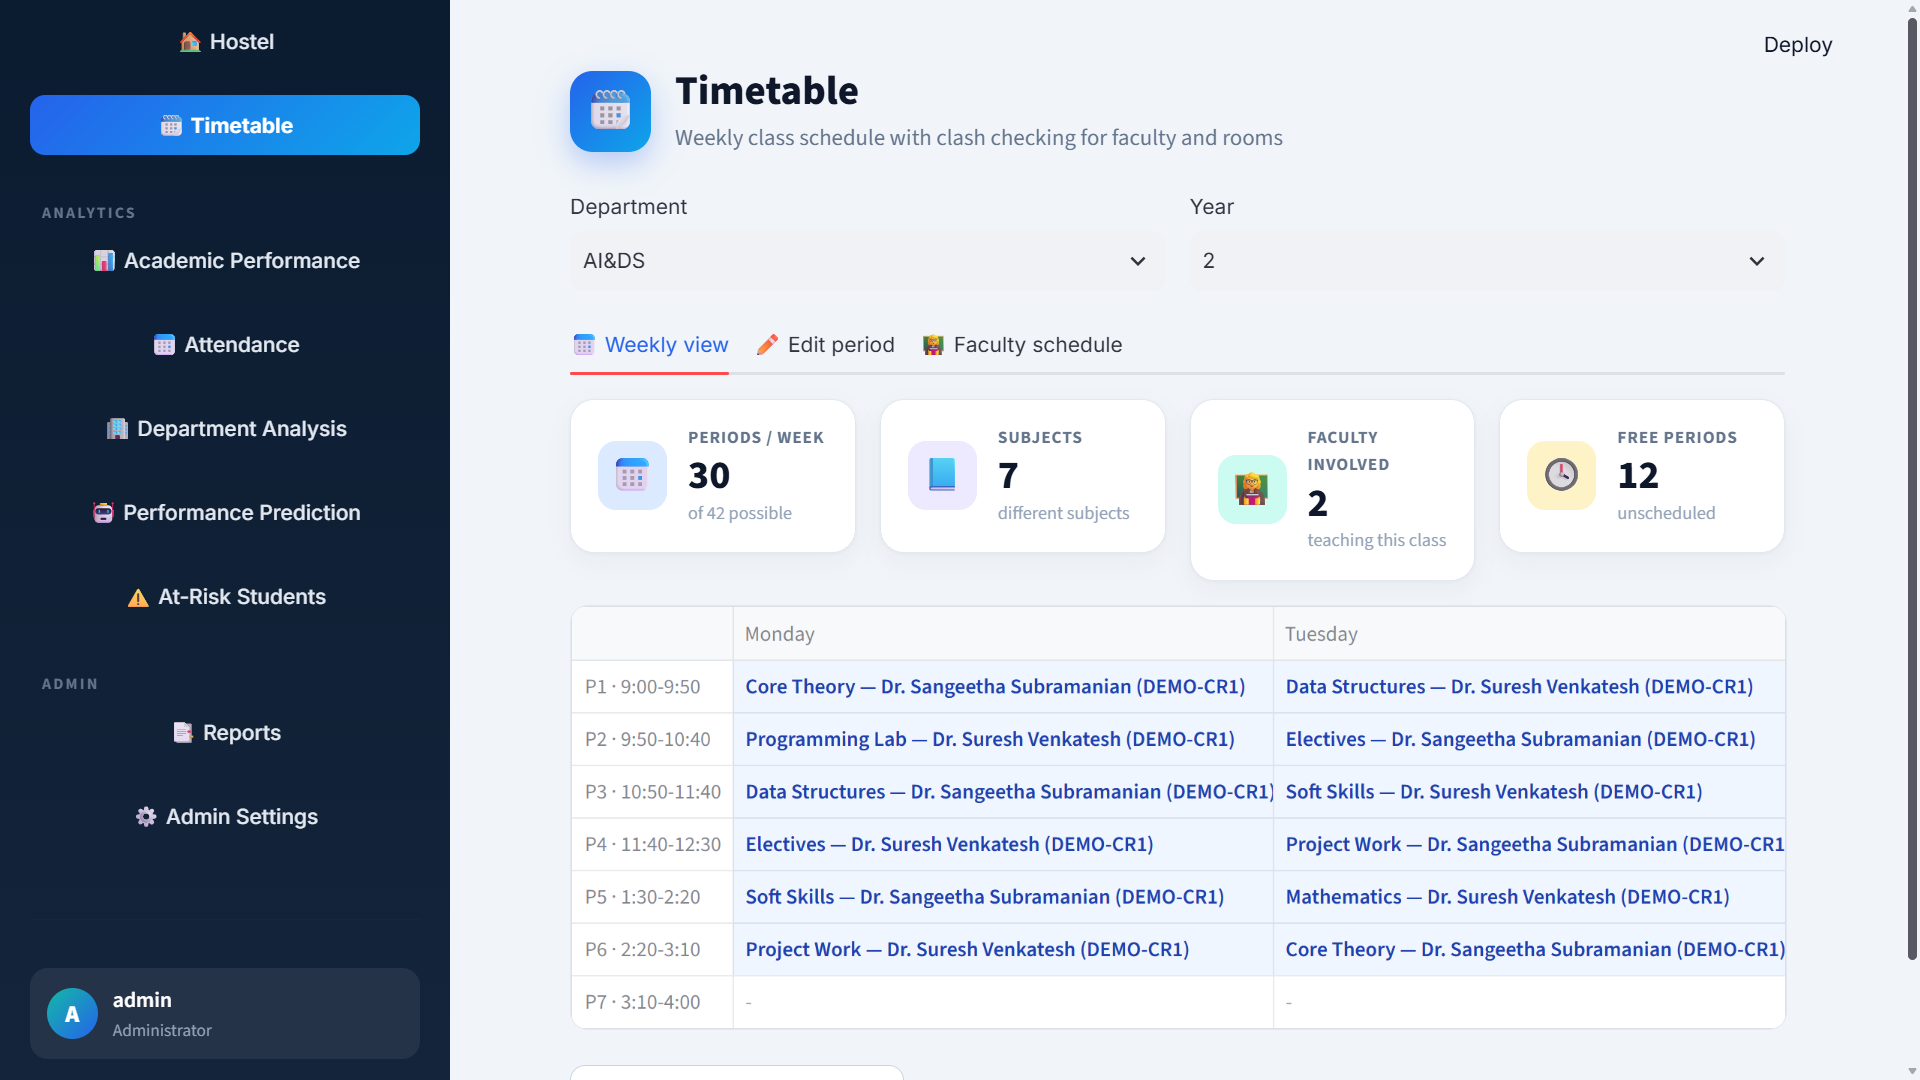 Hostel
Timetable
ANALYTICS
Academic Performance
Attendance
Department Analysis
Performance Prediction
At-Risk Students
ADMIN
Reports
Admin Settings
A
admin
Administrator
Deploy
Timetable
Weekly class schedule with clash checking for faculty and rooms
Department
Year
AI&DS
2
Weekly view
Edit period
Faculty schedule
PERIODS / WEEK
30
of 42 possible
SUBJECTS
7
different subjects
FACULTY
INVOLVED
2
teaching this class
FREE PERIODS
12
unscheduled
Monday
Tuesday
P1 · 9:00-9:50
Core Theory — Dr. Sangeetha Subramanian (DEMO-CR1)
Data Structures — Dr. Suresh Venkatesh (DEMO-CR1)
P2 · 9:50-10:40
Programming Lab — Dr. Suresh Venkatesh (DEMO-CR1)
Electives — Dr. Sangeetha Subramanian (DEMO-CR1)
P3 · 10:50-11:40
Data Structures — Dr. Sangeetha Subramanian (DEMO-CR1)
Soft Skills — Dr. Suresh Venkatesh (DEMO-CR1)
P4 · 11:40-12:30
Electives — Dr. Suresh Venkatesh (DEMO-CR1)
Project Work — Dr. Sangeetha Subramanian (DEMO-CR1
P5 · 1:30-2:20
Soft Skills — Dr. Sangeetha Subramanian (DEMO-CR1)
Mathematics — Dr. Suresh Venkatesh (DEMO-CR1)
P6 · 2:20-3:10
Project Work — Dr. Suresh Venkatesh (DEMO-CR1)
Core Theory — Dr. Sangeetha Subramanian (DEMO-CR1)
P7 · 3:10-4:00
-
-